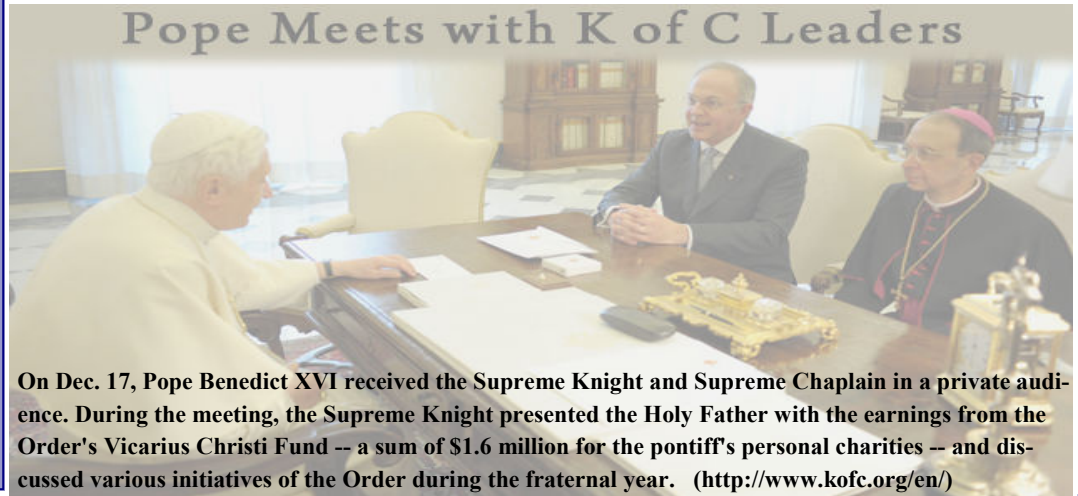 Pope Meets with K of C Leaders
On Dec. 17, Pope Benedict XVI received the Supreme Knight and Supreme Chaplain in a private audi-
ence. During the meeting, the Supreme Knight presented the Holy Father with the earnings from the
Order's Vicarius Christi Fund -- a sum of $1.6 million for the pontiff's personal charities -- and dis-
cussed various initiatives of the Order during the fraternal year.   (http://www.kofc.org/en/)